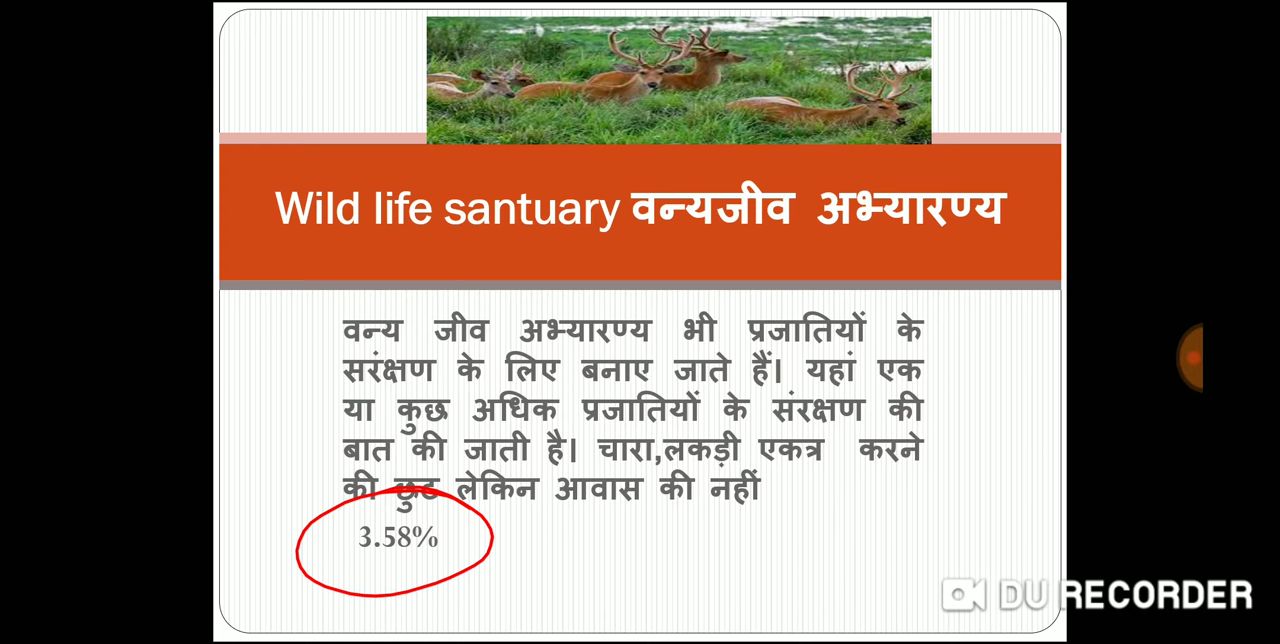 Wild life santuary वन्यजीव अभ्यारण्य
वन्य जीव अभ्यारण्य भी प्रजातियों के
सरंक्षण के लिए बनाए जाते हैं। यहां एक
या कुछ अधिक प्रजातियों के संरक्षण की
बात की जाती है। चारा,लकड़ी एकत्र करने
की छुट लेकिन आवास की नहीं
3.58%
DU RECORDER